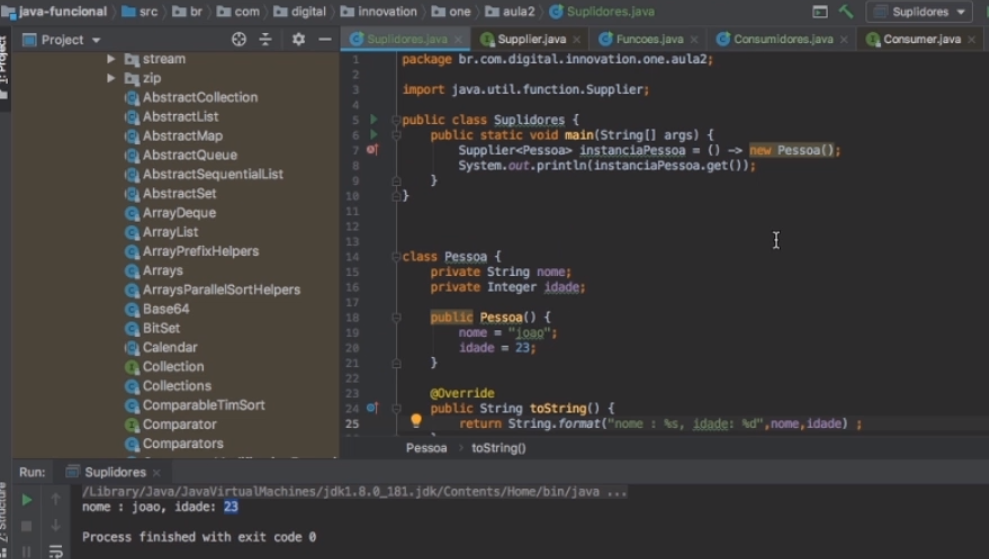 java-funcional src br com digital innovation one aula2 Suplidores.java Suplidores
Project
Suplidores.java Supplier.java Funcoes.java Consumidores.java Consumer.java
stream
zip
AbstractCollection
AbstractList
AbstractMap
AbstractQueue
AbstractSequentialList
AbstractSet
ArrayDeque
ArrayList
ArrayPrefixHelpers
Arrays
ArraysParallelSortHelpers
Base64
BitSet
Calendar
Collection
Collections
ComparableTimSort
Comparator
Comparators
1 package br.com.digital.innovation.one.aula2;
2
3 import java.util.function.Supplier;
4
5 public class Suplidores {
6 public static void main(String[] args) {
7 Supplier<Pessoa> instanciaPessoa = () -> new Pessoa();
8 System.out.println(instanciaPessoa.get());
9 }
10 }
11
12
13
14 class Pessoa {
15 private String nome;
16 private Integer idade;
17
18 public Pessoa() {
19 nome = "joao";
20 idade = 23;
21 }
22
23 @Override
24 public String toString() {
25 return String.format("nome : %s, idade: %d",nome,idade) ;
Pessoa toString()
Run: Suplidores
/Library/Java/JavaVirtualMachines/jdk1.8.0_181.jdk/Contents/Home/bin/java ...
nome : joao, idade: 23
Process finished with exit code 0